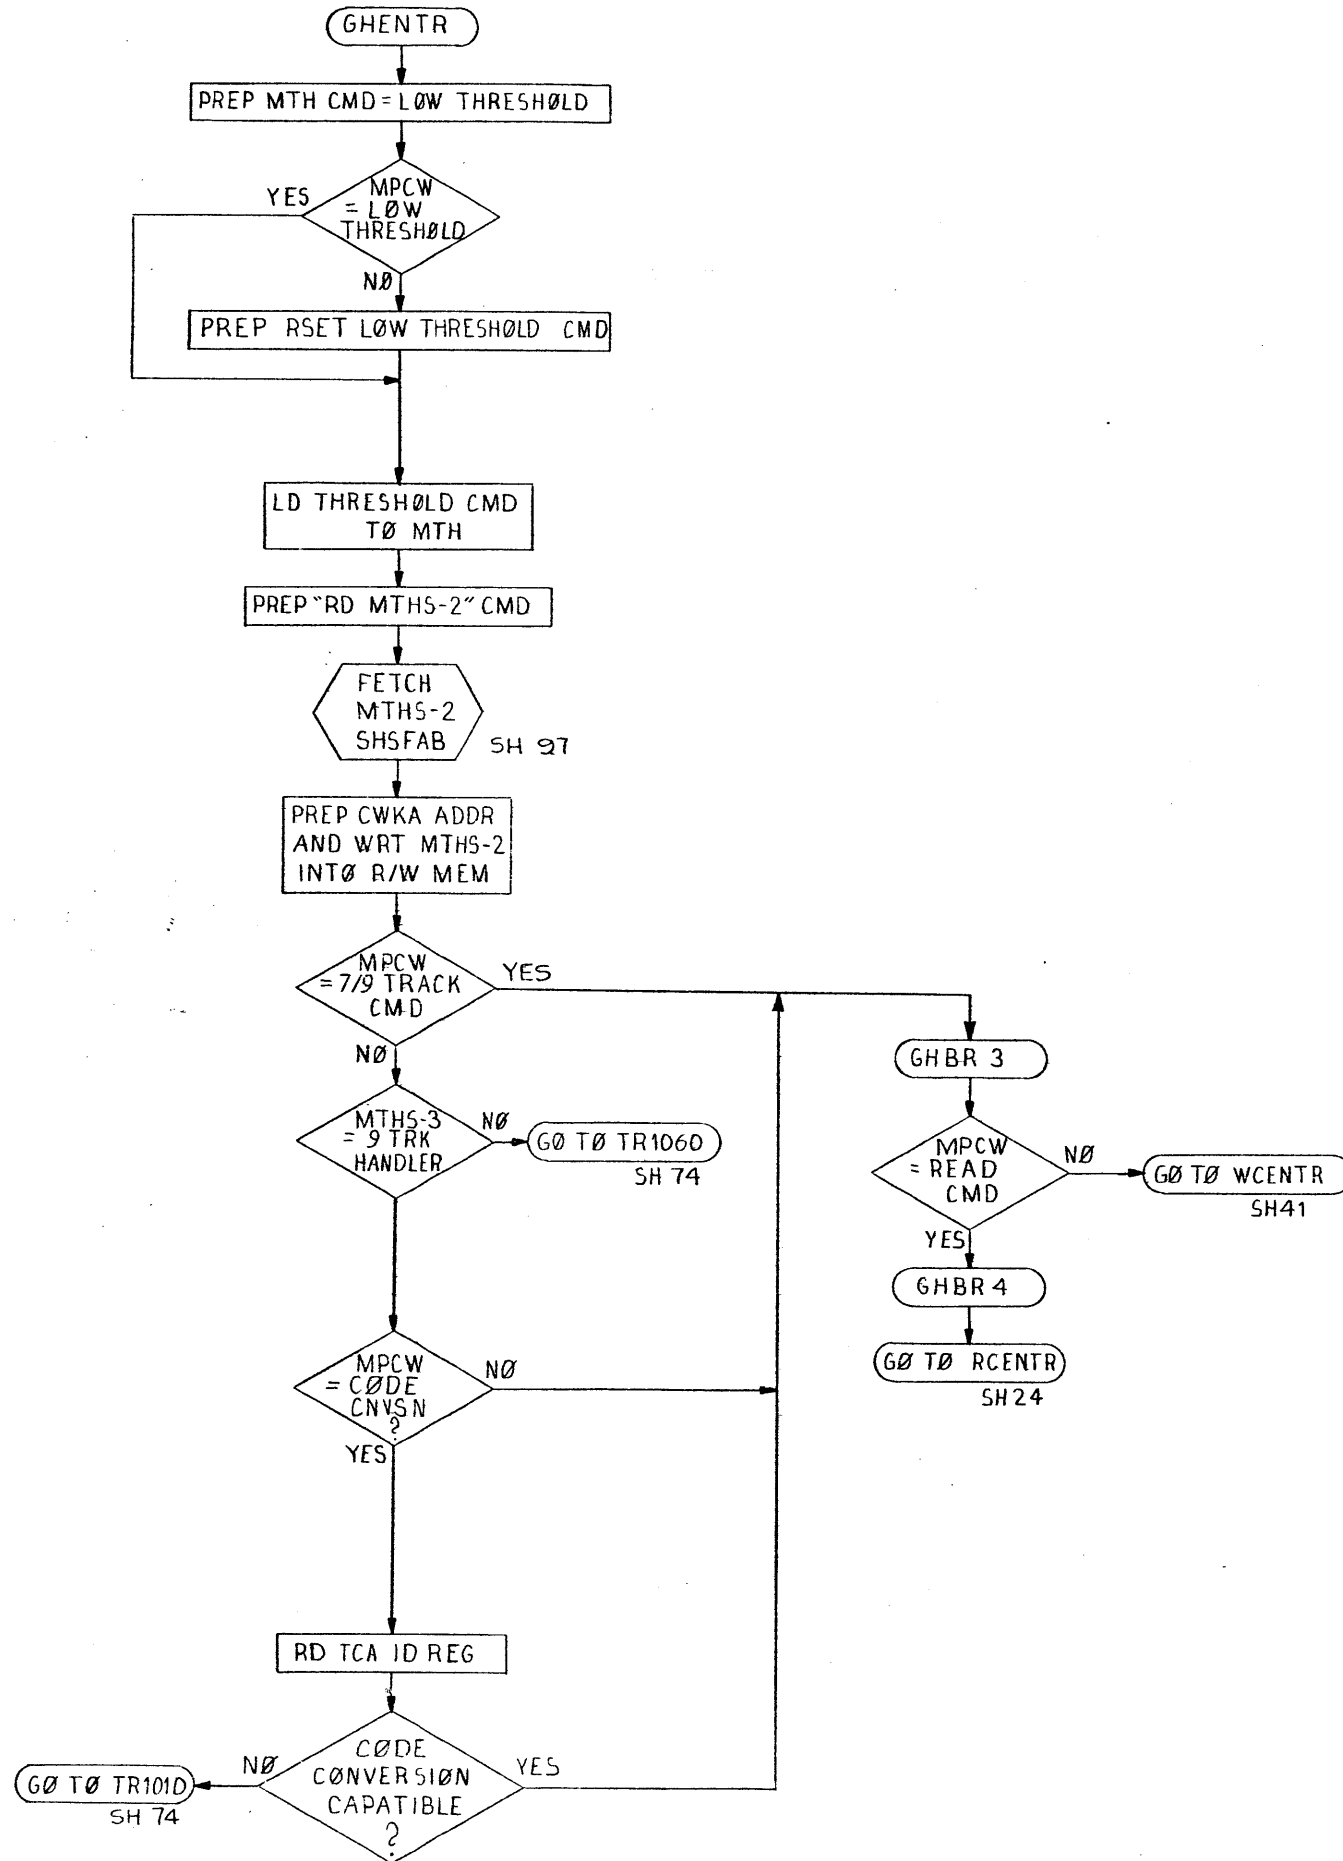 GHENTR
PREP MTH CMD = LØW THRESHØLD
MPCW
= LØW
THRESHØLD
YES
NØ
PREP RSET LØW THRESHØLD CMD
LD THRESHØLD CMD
TØ MTH
PREP "RD MTHS-2" CMD
FETCH
MTHS-2
SHSFAB
SH 97
PREP CWKA ADDR
AND WRT MTHS-2
INTØ R/W MEM
MPCW
= 7/9 TRACK
CMD
YES
NØ
MTHS-3
= 9 TRK
HANDLER
NØ
GØ TØ TR1060
SH 74
GHBR 3
MPCW
= READ
CMD
NØ
GØ TØ WCENTR
SH41
YES
GHBR 4
GØ TØ RCENTR
SH24
MPCW
= CØDE
CNVSN
?
NØ
YES
RD TCA ID REG
CØDE
CØNVERSIØN
CAPATIBLE
?
YES
NØ
GØ TØ TR101D
SH 74